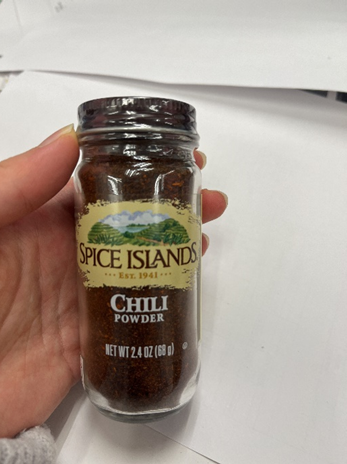 SPICE ISLANDS
EST. 1941
CHILI
POWDER
NET WT 2.4 OZ (68 g)